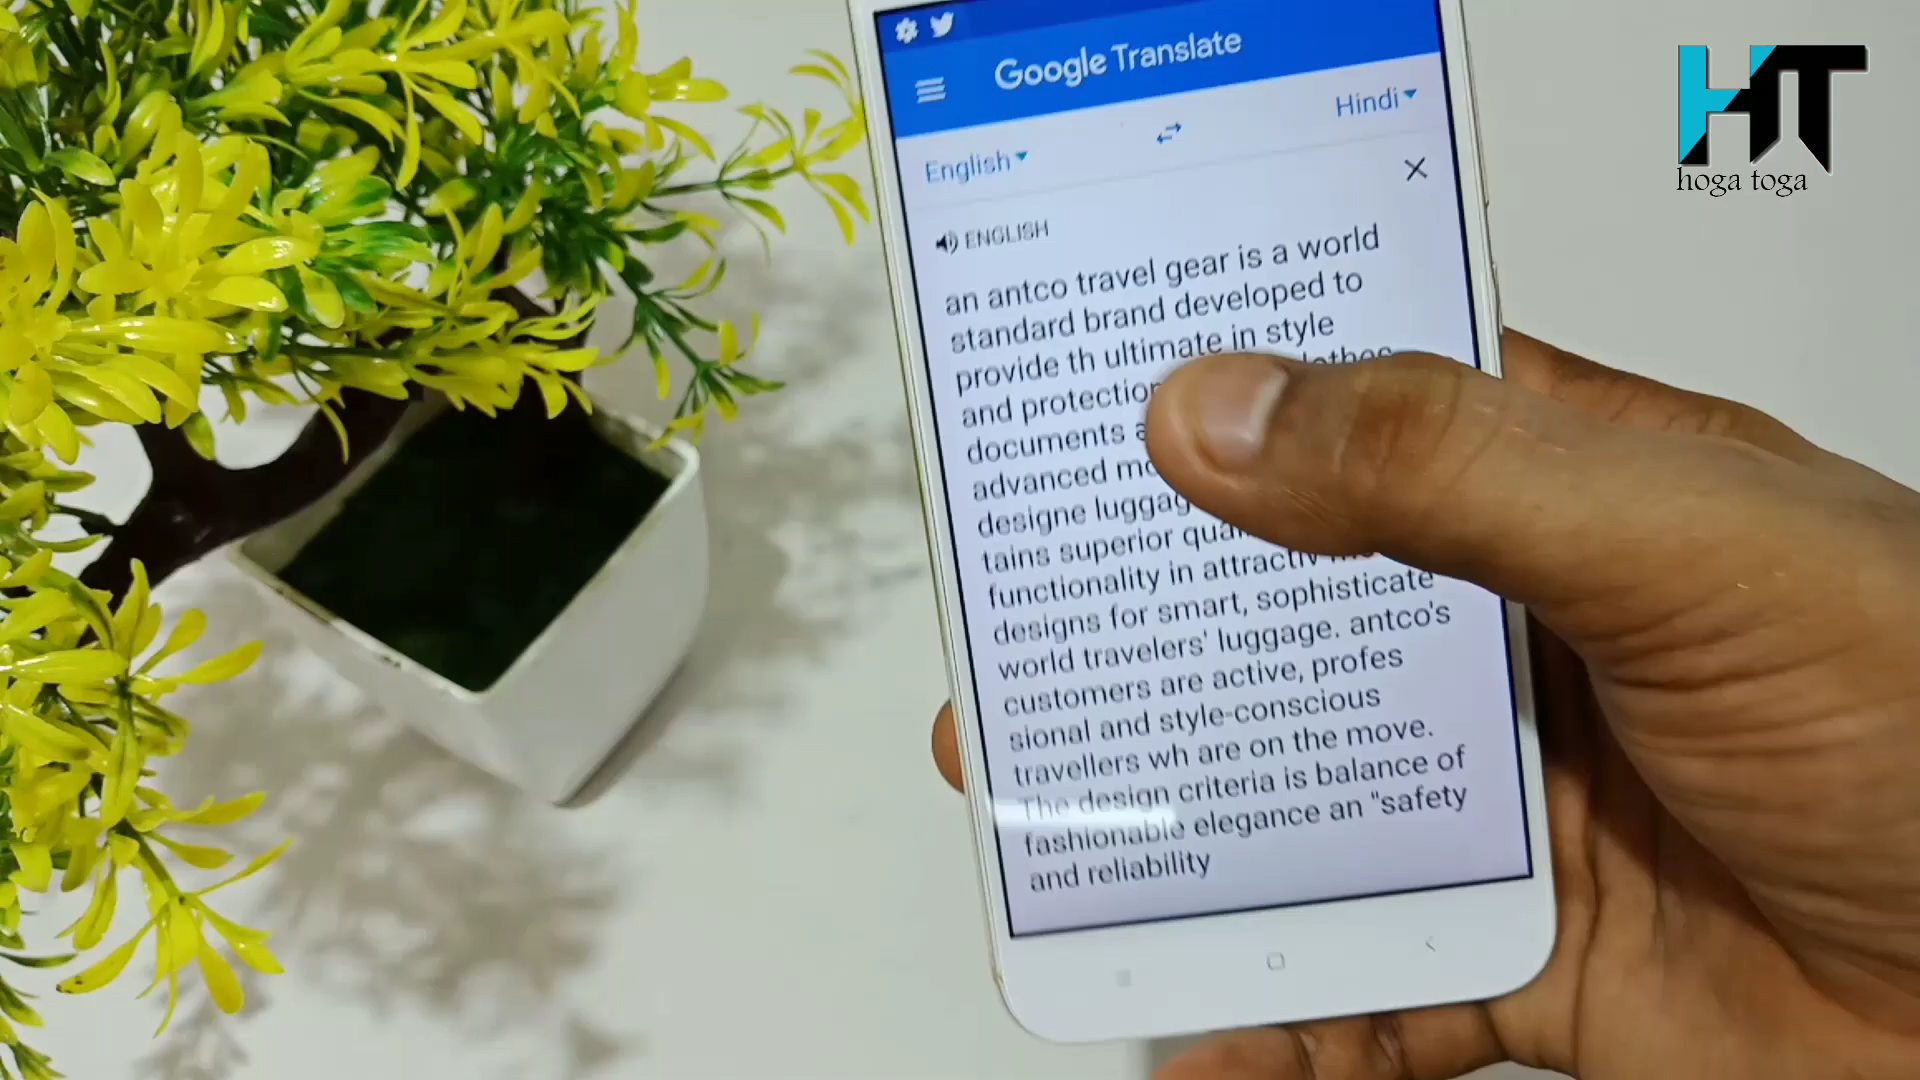 Google Translate
English
Hindi
ENGLISH
an antco travel gear is a world
standard brand developed to
provide th ultimate in style
and protection
documents
advanced
designe luggag
tains superior
functionality in attractiv
designs for smart, sophisticate
world travelers' luggage. antco's
customers are active, profes
sional and style-conscious
travellers wh are on the move.
The design criteria is balance of
fashionable elegance an "safety
and reliability
HT
hoga toga